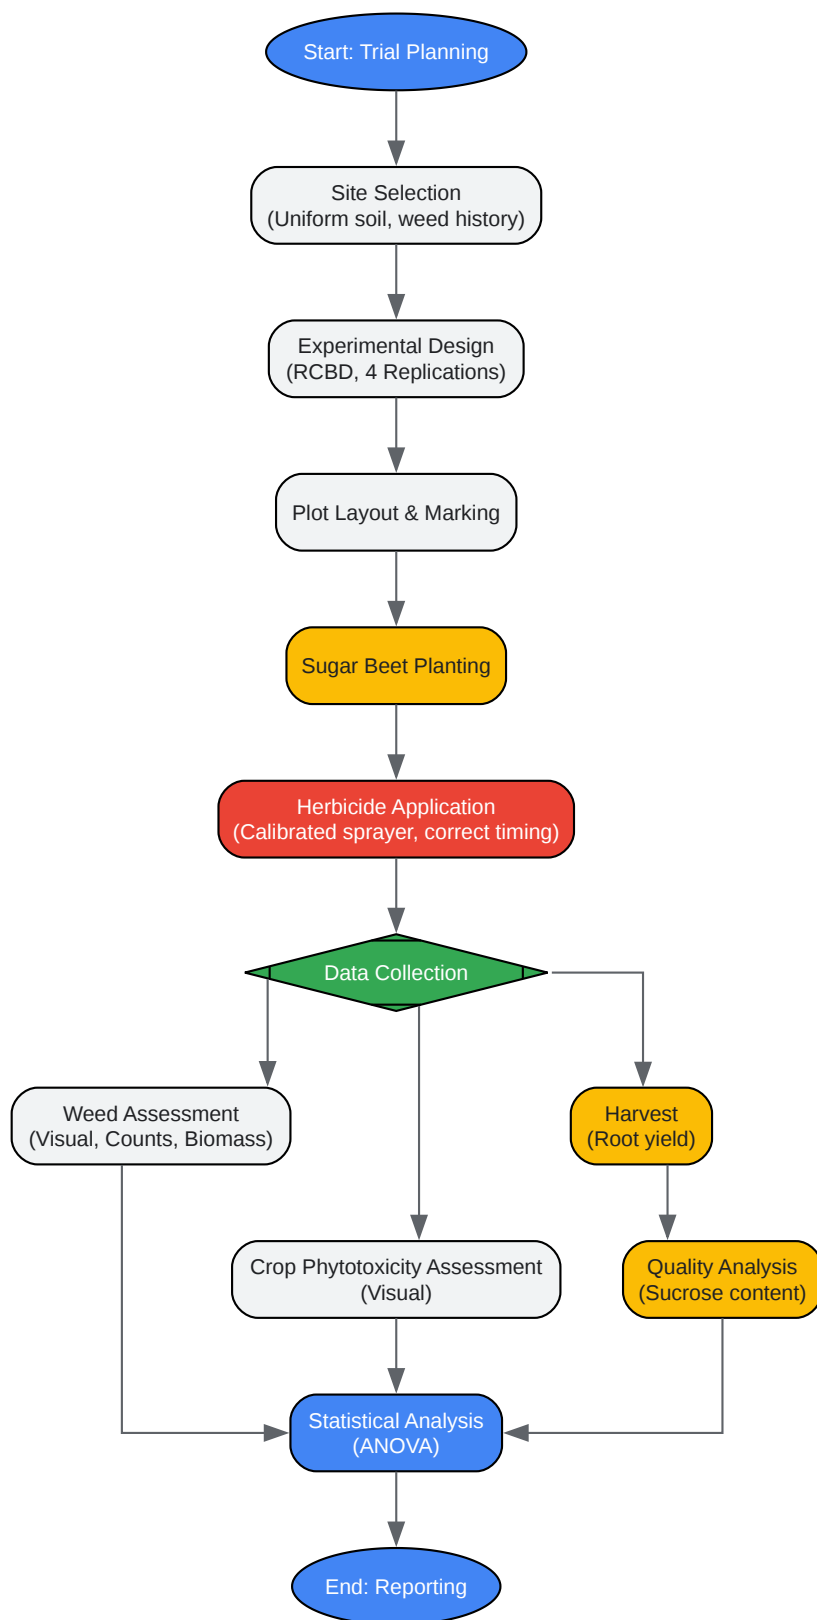 Start: Trial Planning
Site Selection
(Uniform soil, weed history)
Experimental Design
(RCBD, 4 Replications)
Plot Layout & Marking
Sugar Beet Planting
Herbicide Application
(Calibrated sprayer, correct timing)
Data Collection
Weed Assessment
(Visual, Counts, Biomass)
Harvest
(Root yield)
Crop Phytotoxicity Assessment
(Visual)
Quality Analysis
(Sucrose content)
Statistical Analysis
(ANOVA)
End: Reporting